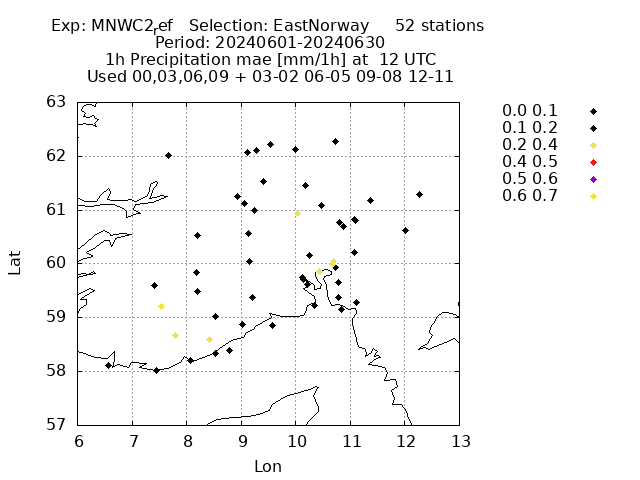 Exp: MNWC2ref Selection: EastNorway 52 stations
Period: 20240601-20240630
1h Precipitation mae [mm/1h] at 12 UTC
Used 00,03,06,09 + 03-02 06-05 09-08 12-11
0.0 0.1
0.1 0.2
0.2 0.4
0.4 0.5
0.5 0.6
0.6 0.7
63
62
61
60
59
58
57
Lat
6 7 8 9 10 11 12 13
Lon